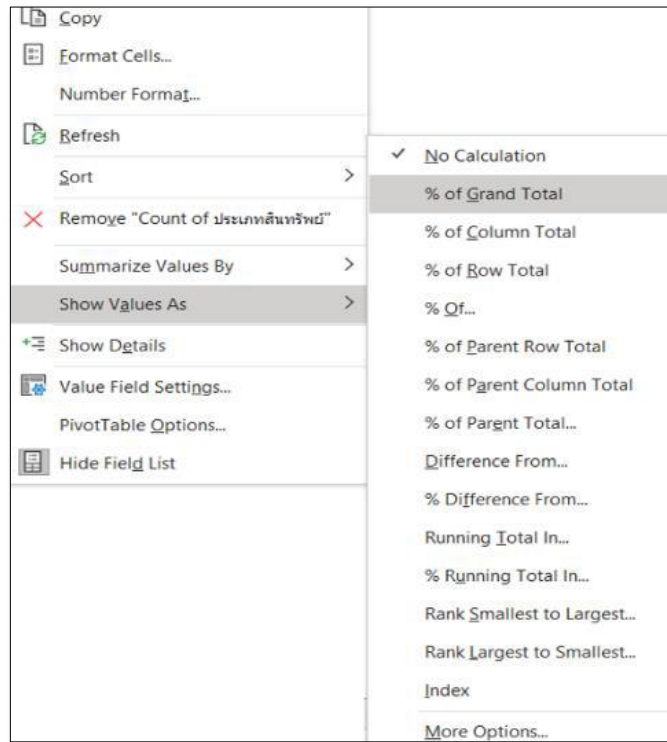 Copy
Format Cells...
Number Format...
Refresh
Sort
Remove "Count of ประเภทสินทรัพย์"
Summarize Values By
Show Values As
Show Details
Value Field Settings...
PivotTable Options...
Hide Field List
No Calculation
% of Grand Total
% of Column Total
% of Row Total
% Of...
% of Parent Row Total
% of Parent Column Total
% of Parent Total...
Difference From...
% Difference From...
Running Total In...
% Running Total In...
Rank Smallest to Largest...
Rank Largest to Smallest...
Index
More Options...